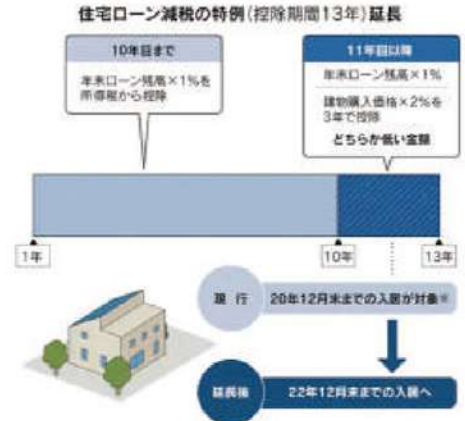 住宅ローン減税の特例(控除期間13年)延長
10年目まで
年末ローン残高×1%を
所得税から控除
11年目以降
年末ローン残高×1%
建物購入価格×2%を
3年で控除
どちらか低い金額
1年
10年
13年
現 行
20年12月末までの入居が対象※
延長後
22年12月末までの入居へ